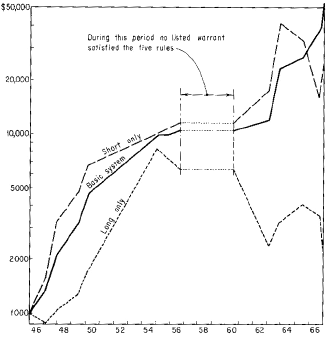 $50,000
During this period no listed warrant
satisfied the five rules
20,000
10,000
Short only
Basic system
5000
Long only
2000
1000
46 48 50 52 54 56 58 60 62 64 66